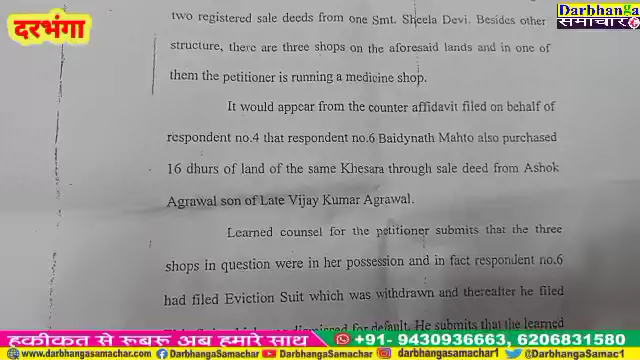 दरभंगा
Darbhanga
समाचार
two registered sale deeds from one Smt. Sheela Devi. Besides other
structure, there are three shops on the aforesaid lands and in one of
them the petitioner is running a medicine shop.
It would appear from the counter affidavit filed on behalf of
respondent no.4 that respondent no.6 Baidynath Mahto also purchased
16 dhurs of land of the same Khesara through sale deed from Ashok
Agrawal son of Late Vijay Kumar Agrawal.
Learned counsel for the petitioner submits that the three
shops in question were in her possession and in fact respondent no.6
had filed Eviction Suit which was withdrawn and thereafter he filed
dismissed for default. He submits that the learned
हकीकत से रूबरू अब हमारे साथ +91- 9430936663, 6206831580
www.darbhangasamachar.com DarbhangaSamachar DarbhangaSamachar darbhangasamachar @DarbhangaSamac1